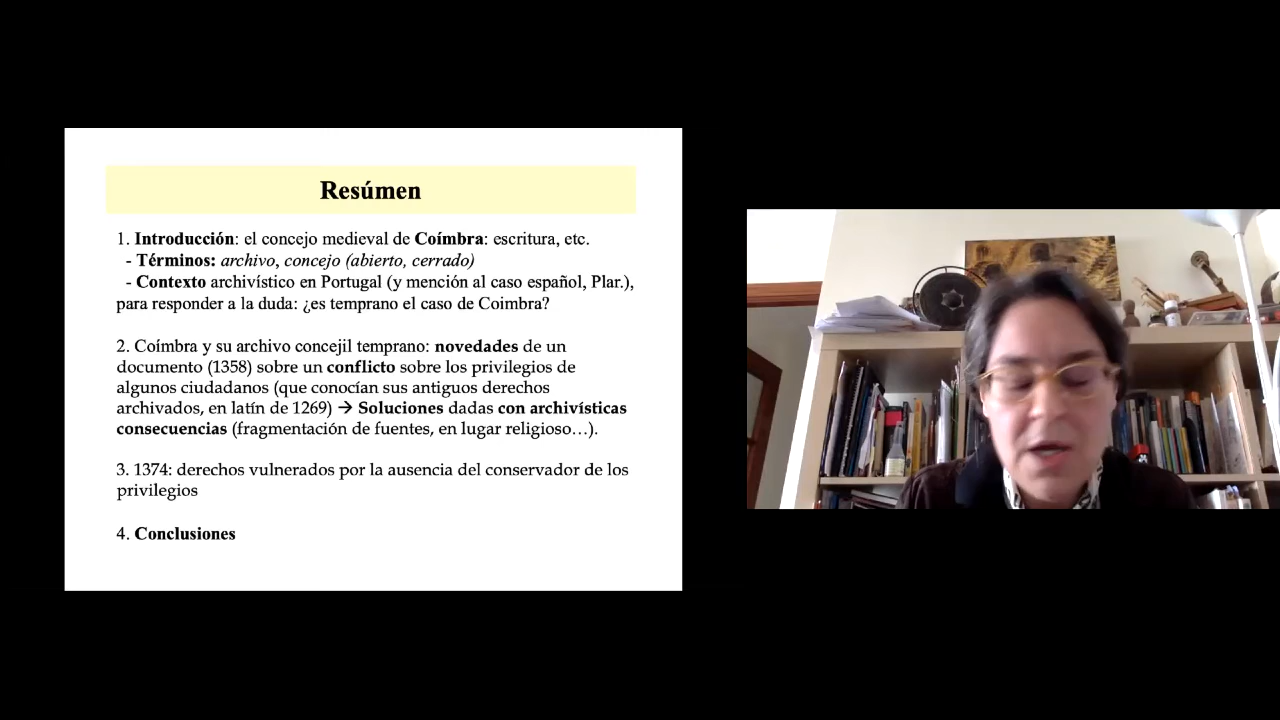 Resúmen
1. Introducción: el concejo medieval de Coímbra: escritura, etc.
- Términos: archivo, concejo (abierto, cerrado)
- Contexto archivístico en Portugal (y mención al caso español, Plar.),
para responder a la duda: ¿es temprano el caso de Coimbra?
2. Coímbra y su archivo concejil temprano: novedades de un
documento (1358) sobre un conflicto sobre los privilegios de
algunos ciudadanos (que conocían sus antiguos derechos
archivados, en latín de 1269) → Soluciones dadas con archivísticas
consecuencias (fragmentación de fuentes, en lugar religioso…).
3. 1374: derechos vulnerados por la ausencia del conservador de los
privilegios
4. Conclusiones